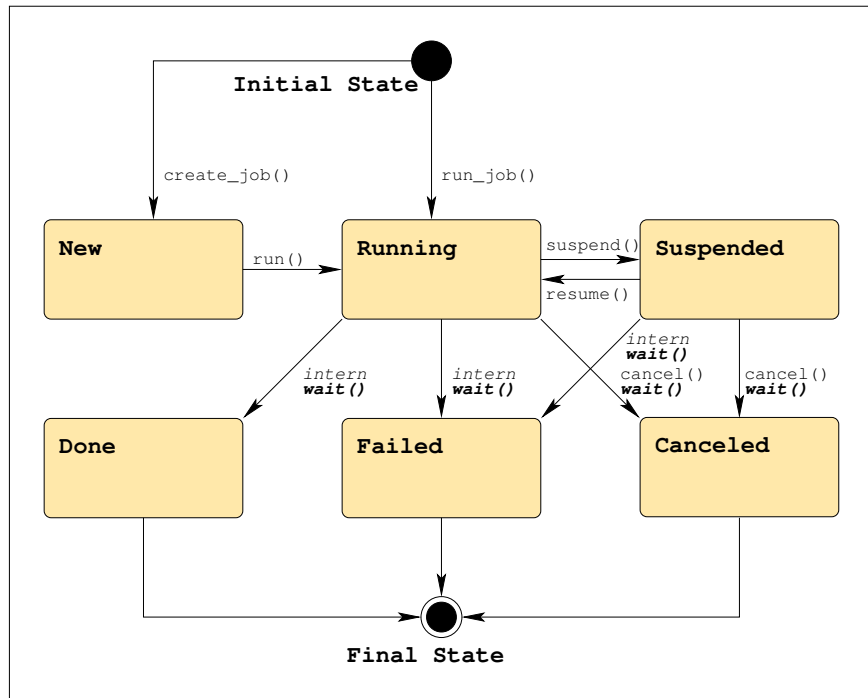 Initial State
create_job()
run_job()
New
run()
Running
suspend()
resume()
Suspended
intern
wait()
intern
wait()
intern
wait()
cancel()
wait()
cancel()
wait()
Done
Failed
Canceled
Final State